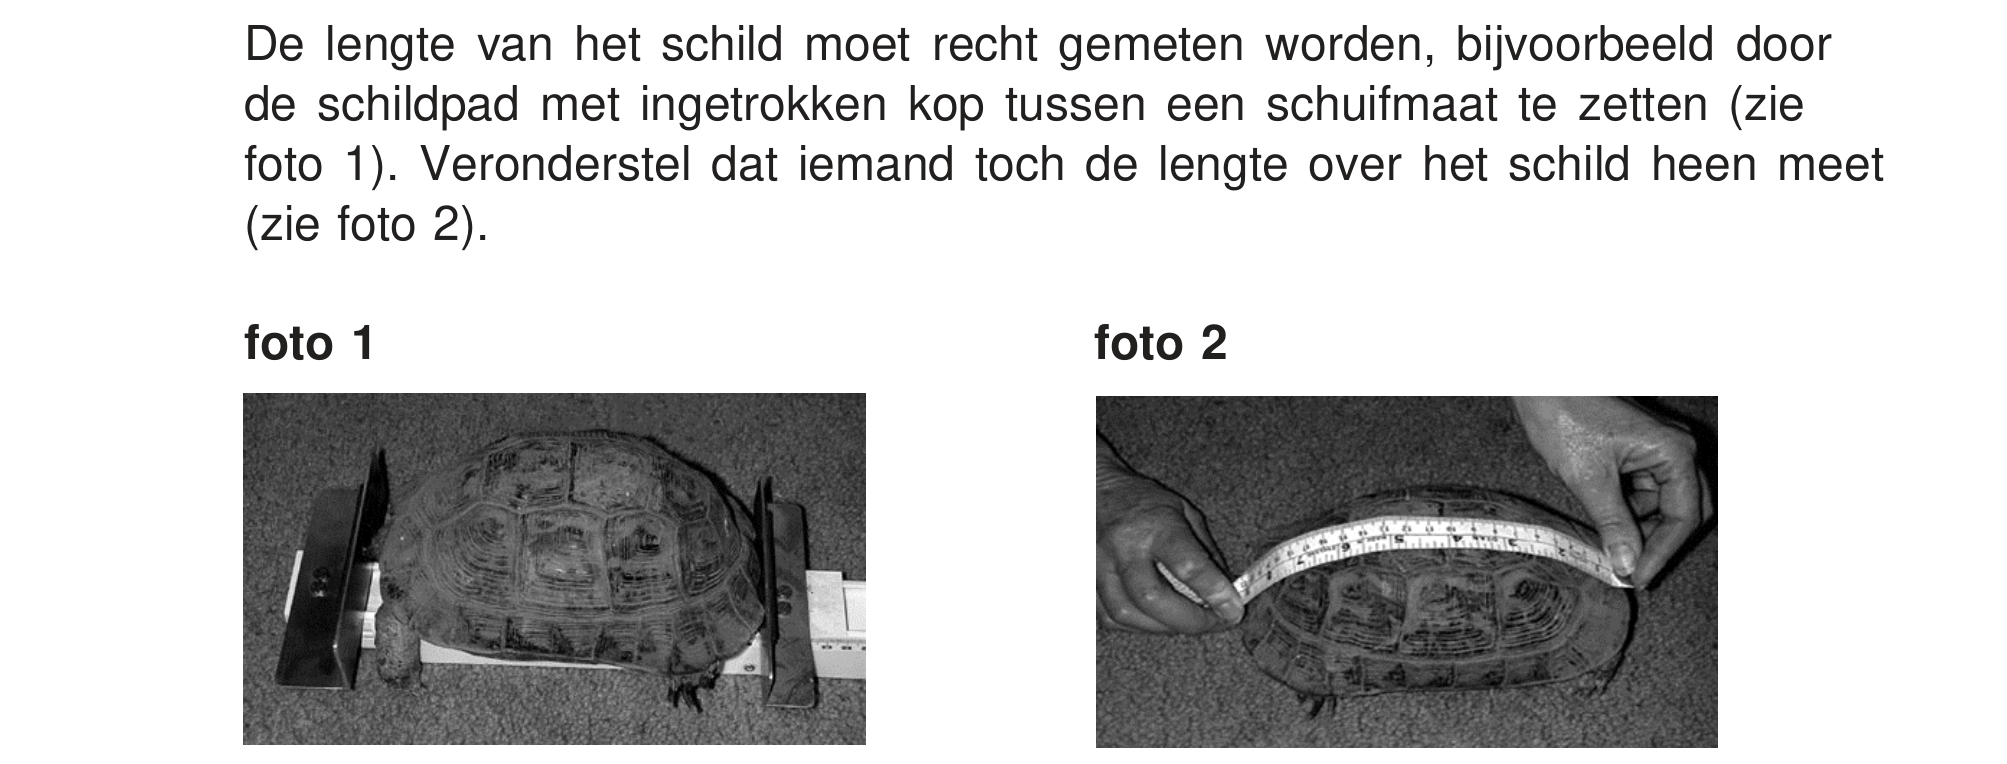 De lengte van het schild moet recht gemeten worden, bijvoorbeeld door
de schildpad met ingetrokken kop tussen een schuifmaat te zetten (zie
foto 1). Veronderstel dat iemand toch de lengte over het schild heen meet
(zie foto 2).
foto 1
foto 2